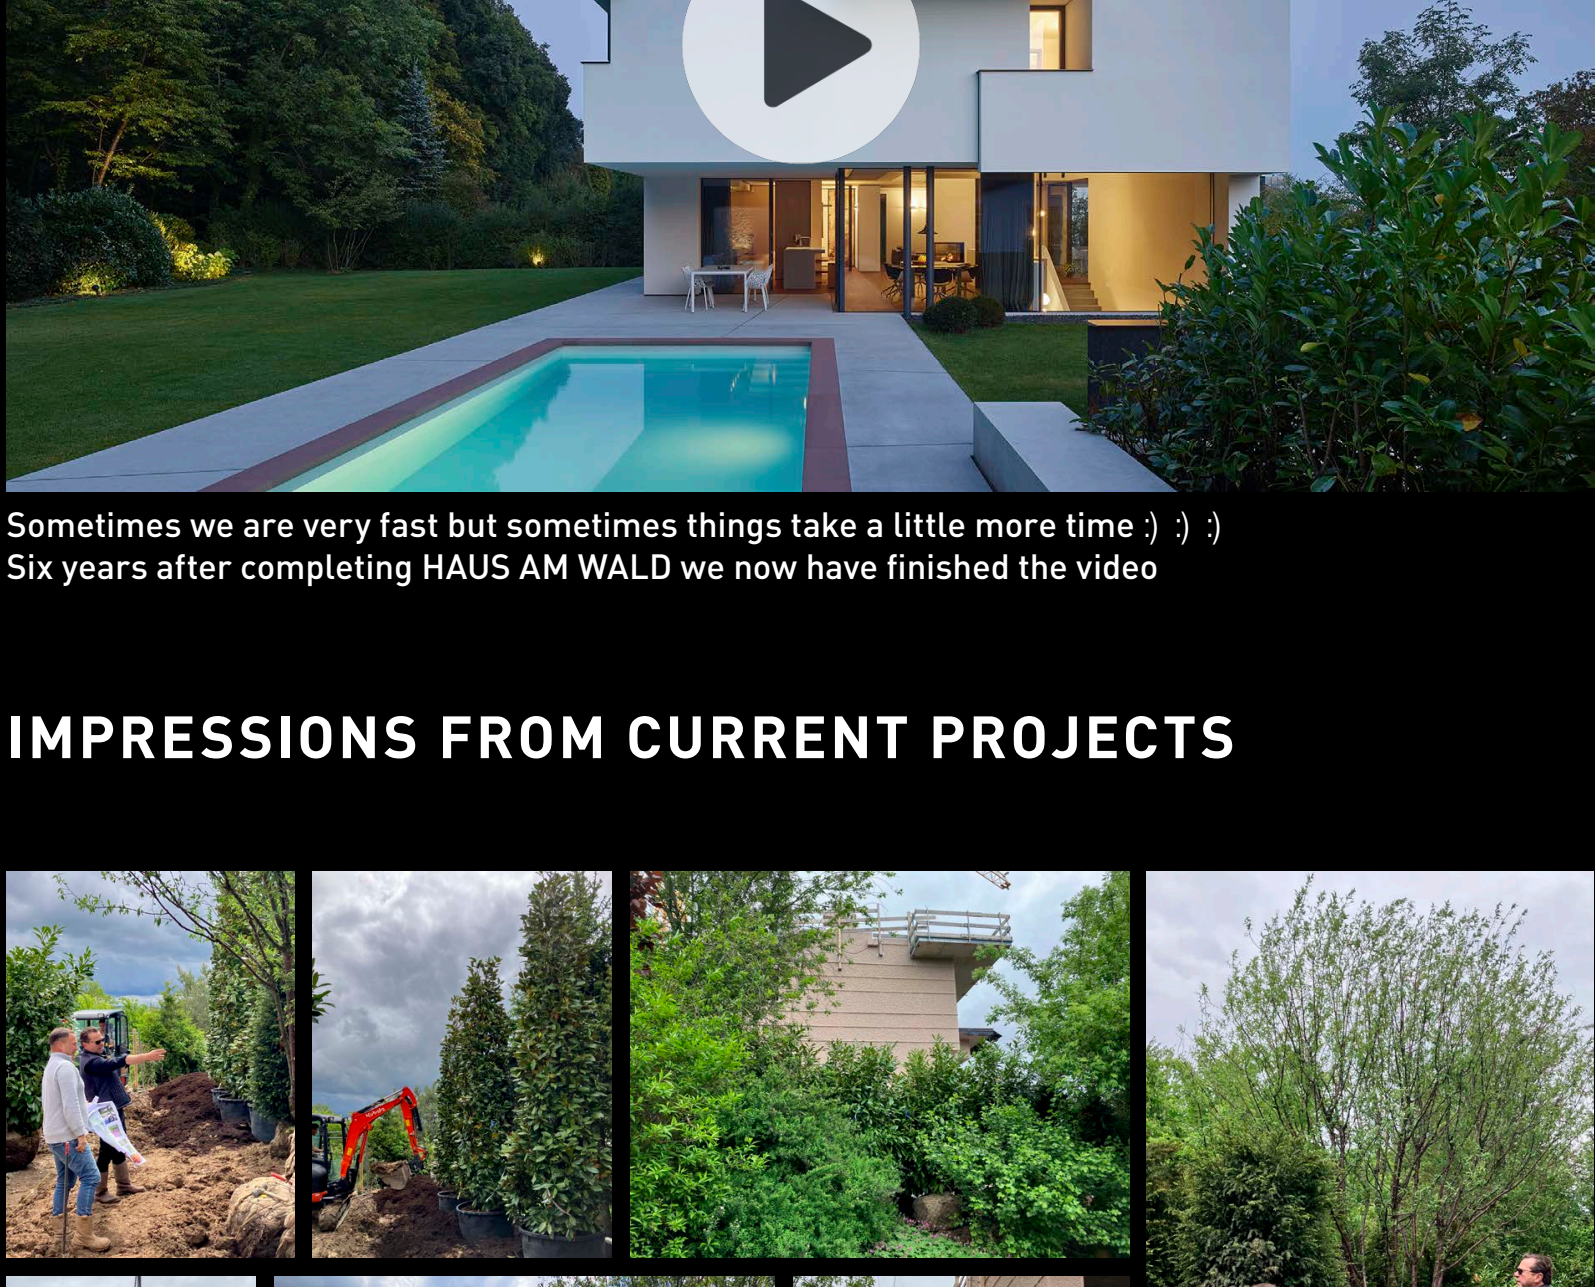 Sometimes we are very fast but sometimes things take a little more time :) :) :)
Six years after completing HAUS AM WALD we now have finished the video
IMPRESSIONS FROM CURRENT PROJECTS
Kubota